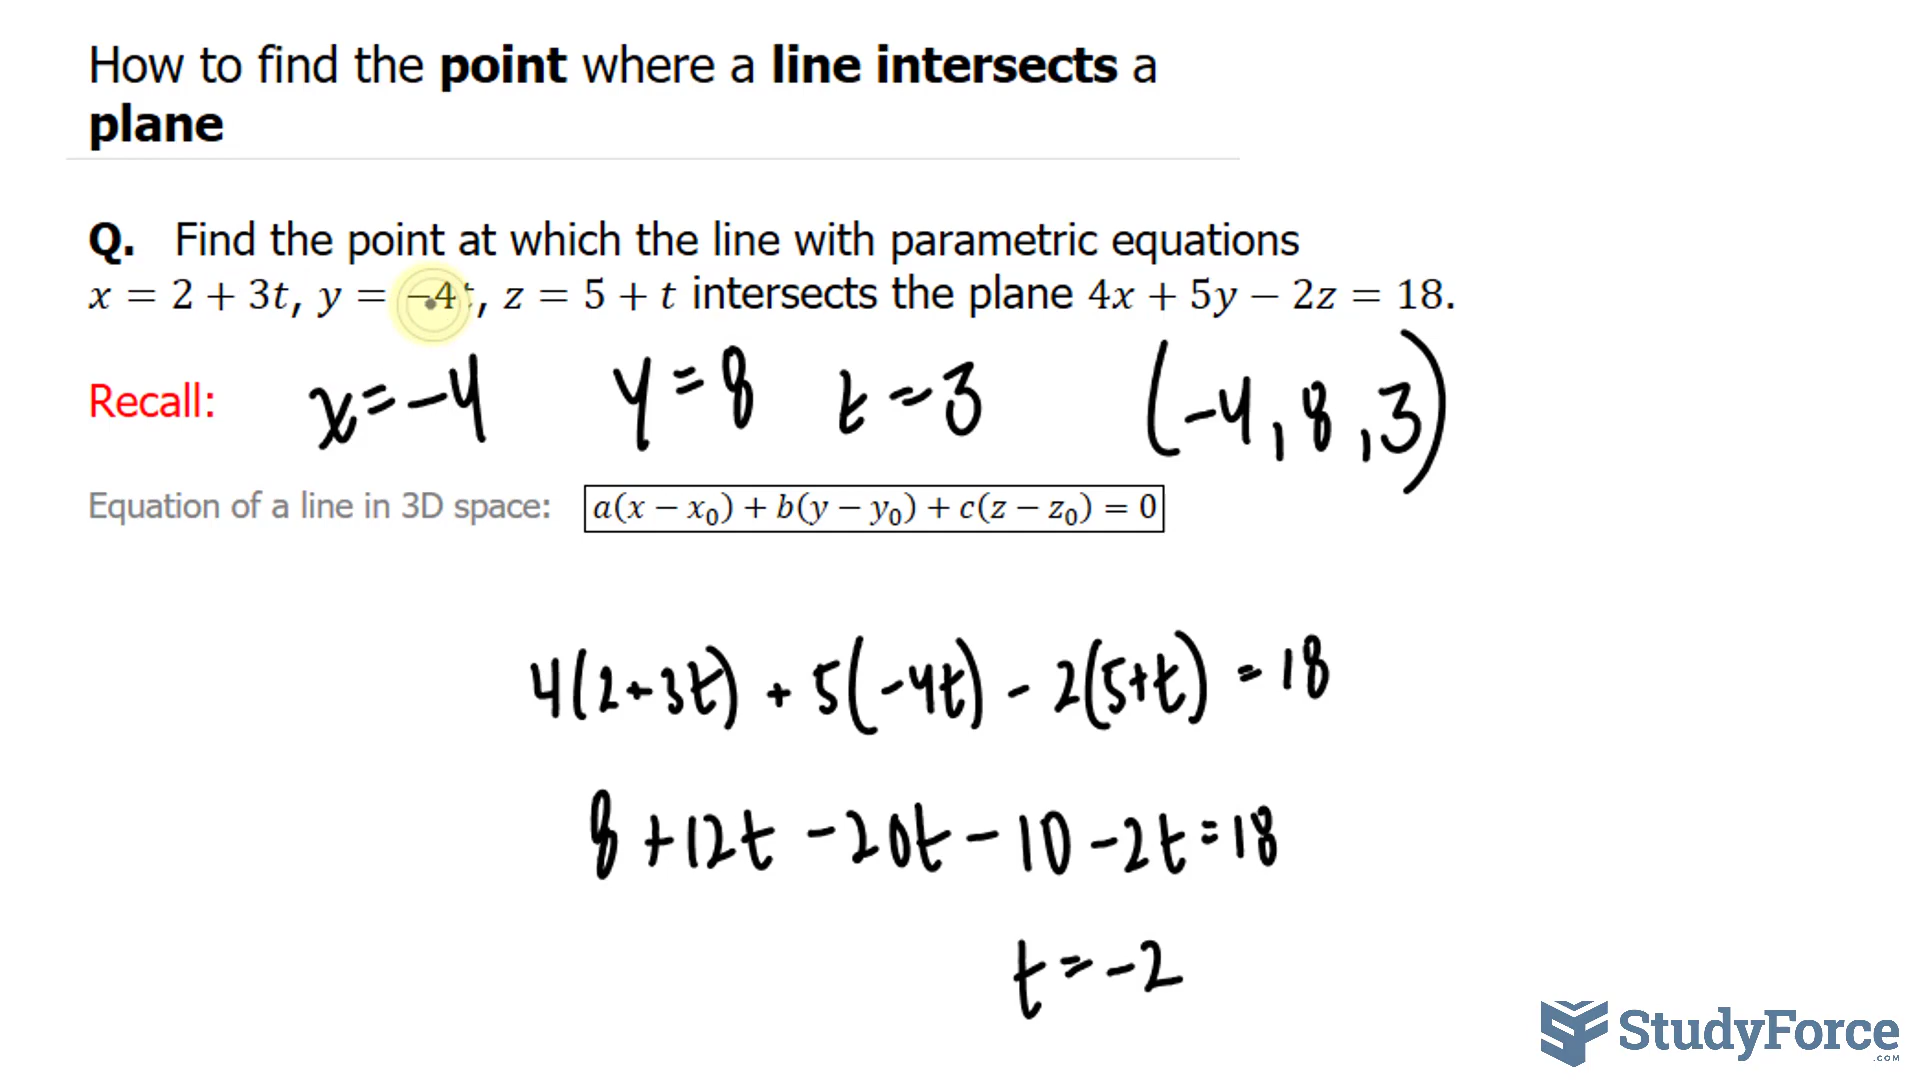 How to find the point where a line intersects a
plane
Q. Find the point at which the line with parametric equations
x = 2 + 3t, y = −4t, z = 5 + t intersects the plane 4x + 5y − 2z = 18.
Recall: x = -4 y = 8 t = 3 (-4, 8, 3)
Equation of a line in 3D space: a(x − x₀) + b(y − y₀) + c(z − z₀) = 0
4(2+3t) + 5(-4t) - 2(5+t) = 18
8 + 12t - 20t - 10 - 2t = 18
t = -2
StudyForce
.COM